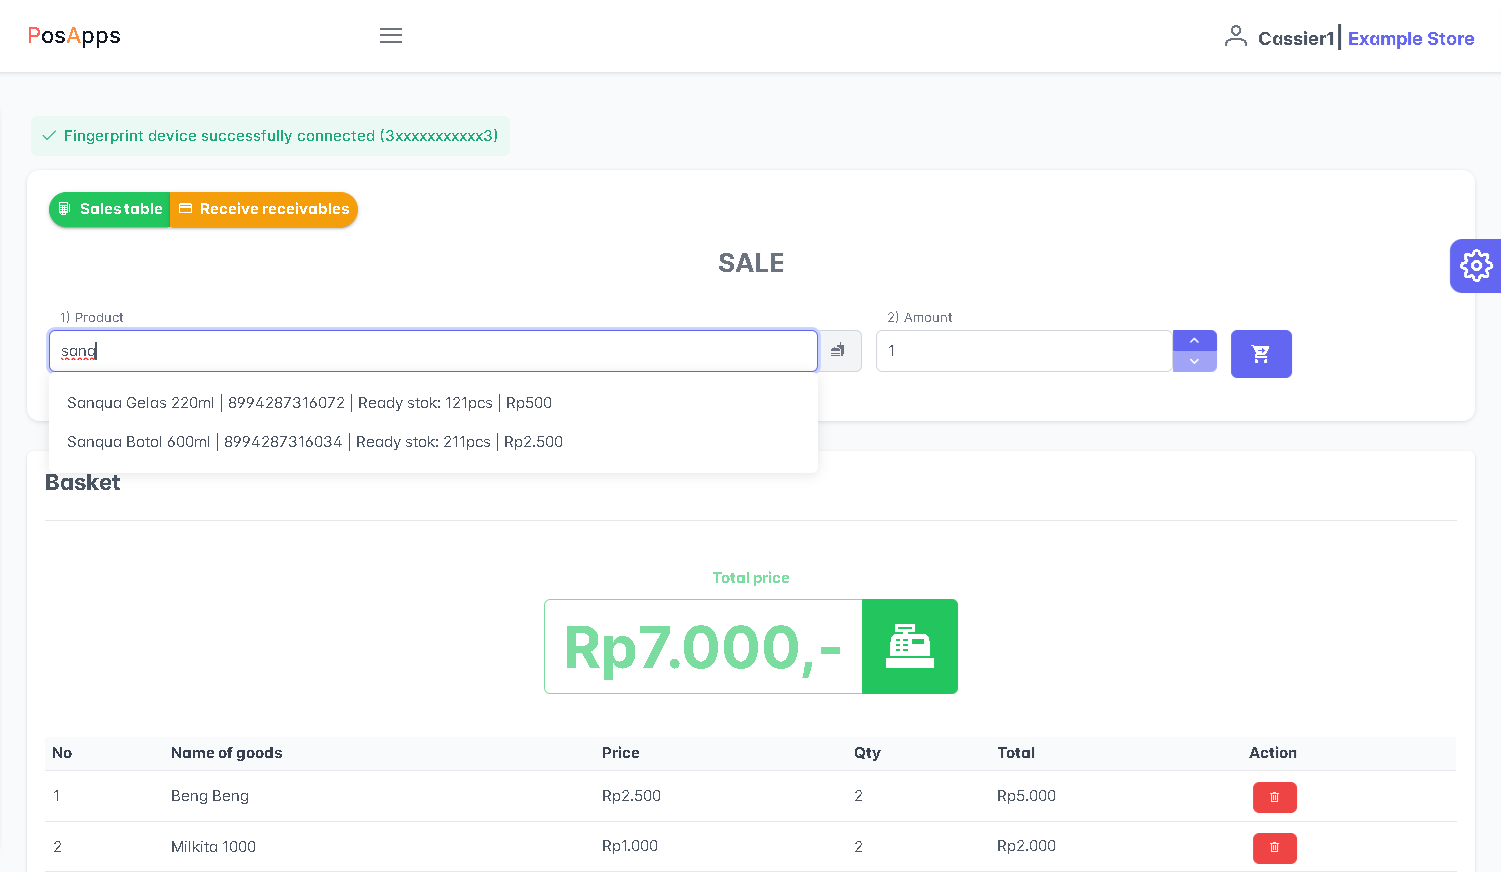 PosApps
Cassier1| Example Store
Fingerprint device successfully connected (3xxxxxxxxxxx3)
Sales table
Receive receivables
SALE
1) Product
2) Amount
sanq
1
Sanqua Gelas 220ml | 8994287316072 | Ready stok: 121pcs | Rp500
Sanqua Botol 600ml | 8994287316034 | Ready stok: 211pcs | Rp2.500
Basket
Total price
Rp7.000,-
No Name of goods Price Qty Total Action
1 Beng Beng Rp2.500 2 Rp5.000
2 Milkita 1000 Rp1.000 2 Rp2.000